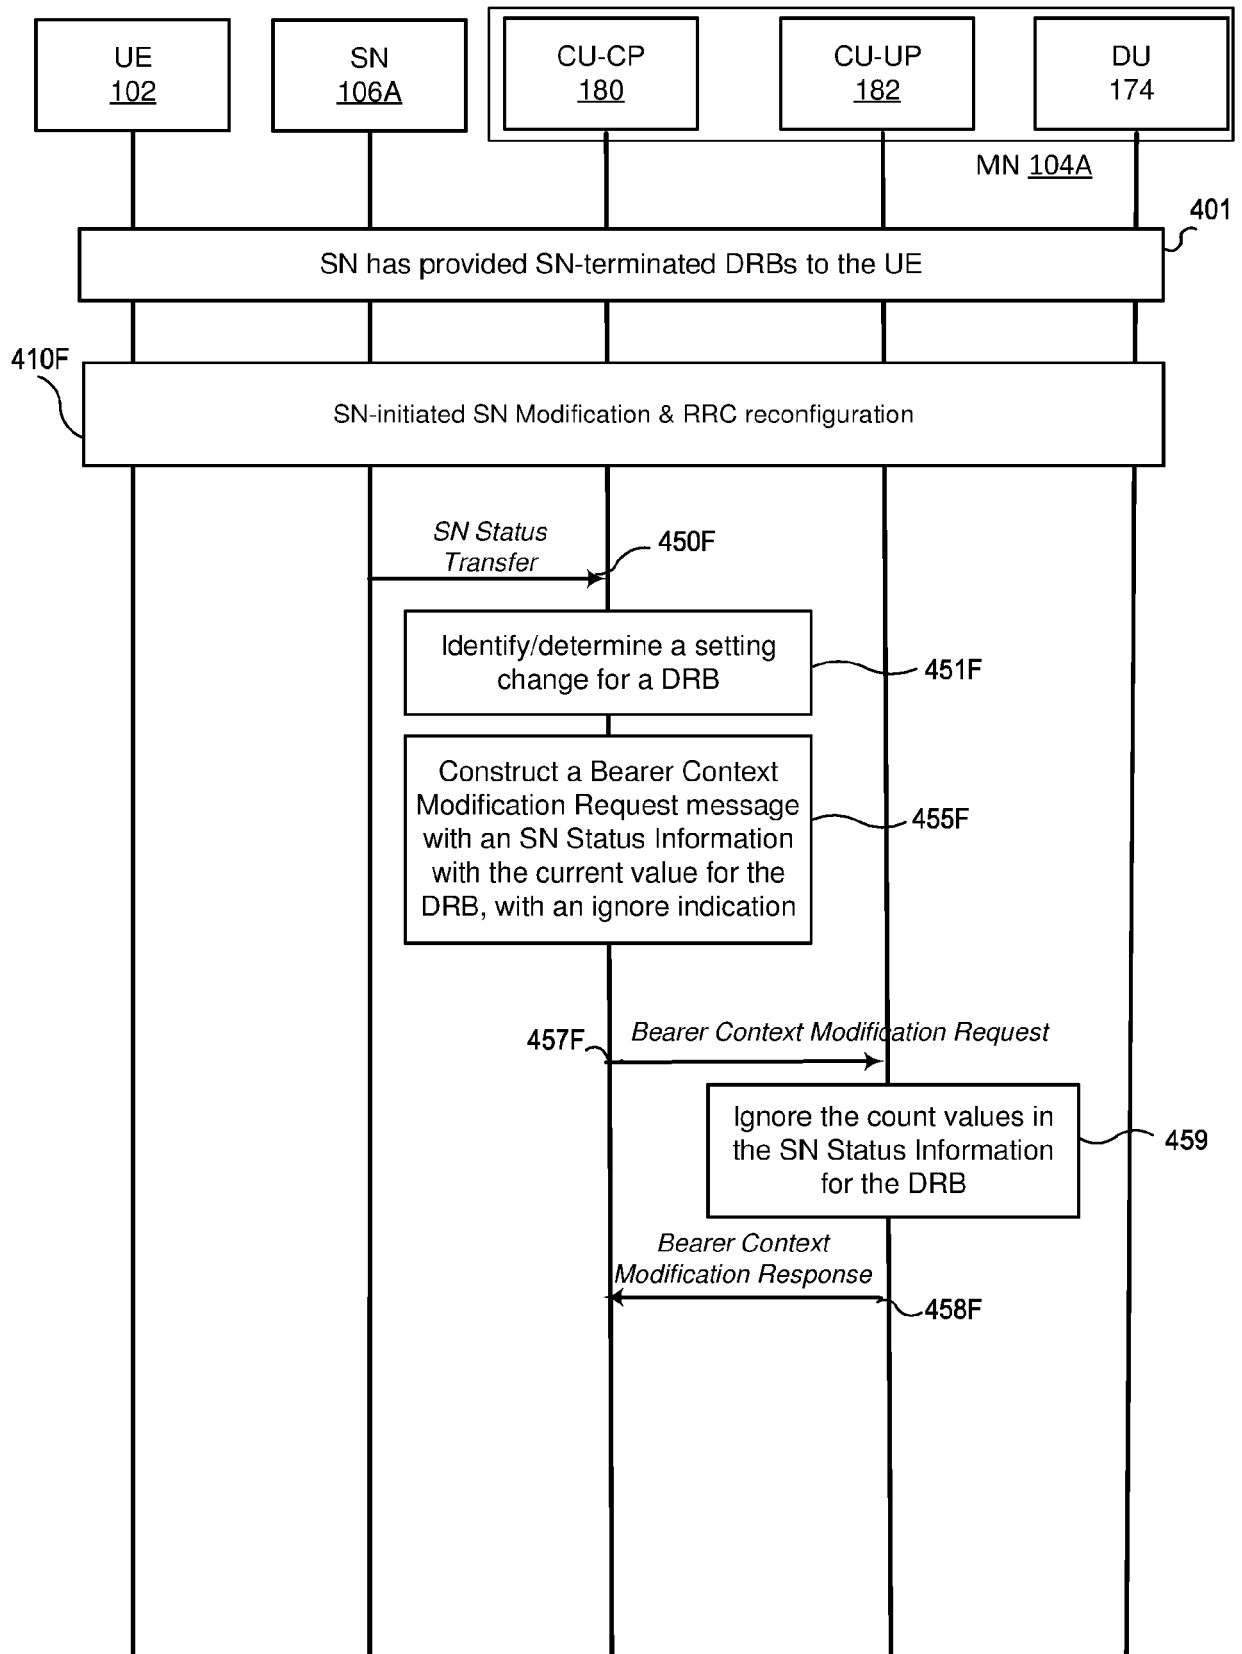 UE
102
SN
106A
CU-CP
180
CU-UP
182
DU
174
MN 104A
401
SN has provided SN-terminated DRBs to the UE
410F
SN-initiated SN Modification & RRC reconfiguration
SN Status
Transfer
450F
Identify/determine a setting
change for a DRB
451F
Construct a Bearer Context
Modification Request message
with an SN Status Information
with the current value for the
DRB, with an ignore indication
455F
Bearer Context Modification Request
457F
Ignore the count values in
the SN Status Information
for the DRB
459
Bearer Context
Modification Response
458F